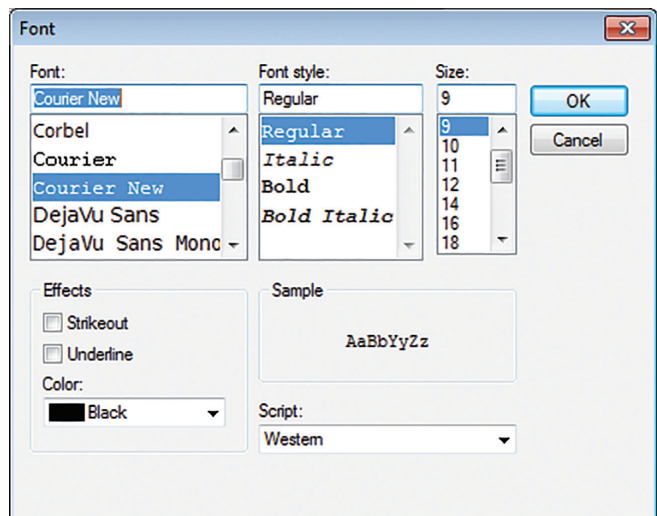 Font
Font:
Courier New
Corbel
Courier
Courier New
DejaVu Sans
DejaVu Sans Mono
Font style:
Regular
Regular
Italic
Bold
Bold Italic
Size:
9
9
10
11
12
14
16
18
OK
Cancel
Effects
Strikeout
Underline
Color:
Black
Sample
AaBbYyZz
Script:
Western